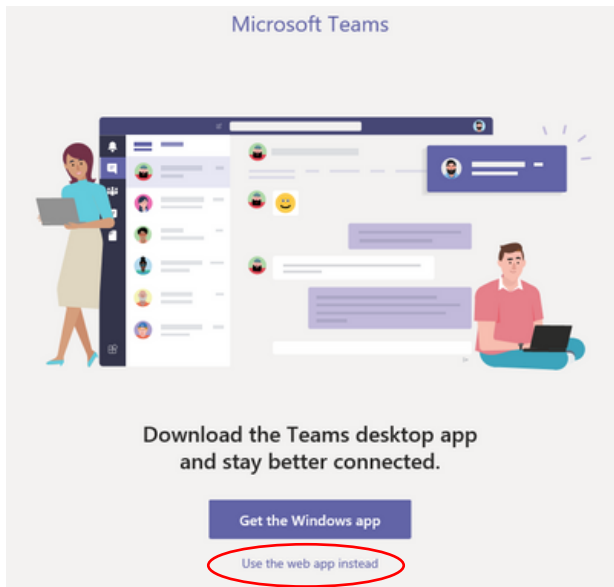 Microsoft Teams
Download the Teams desktop app
and stay better connected.
Get the Windows app
Use the web app instead